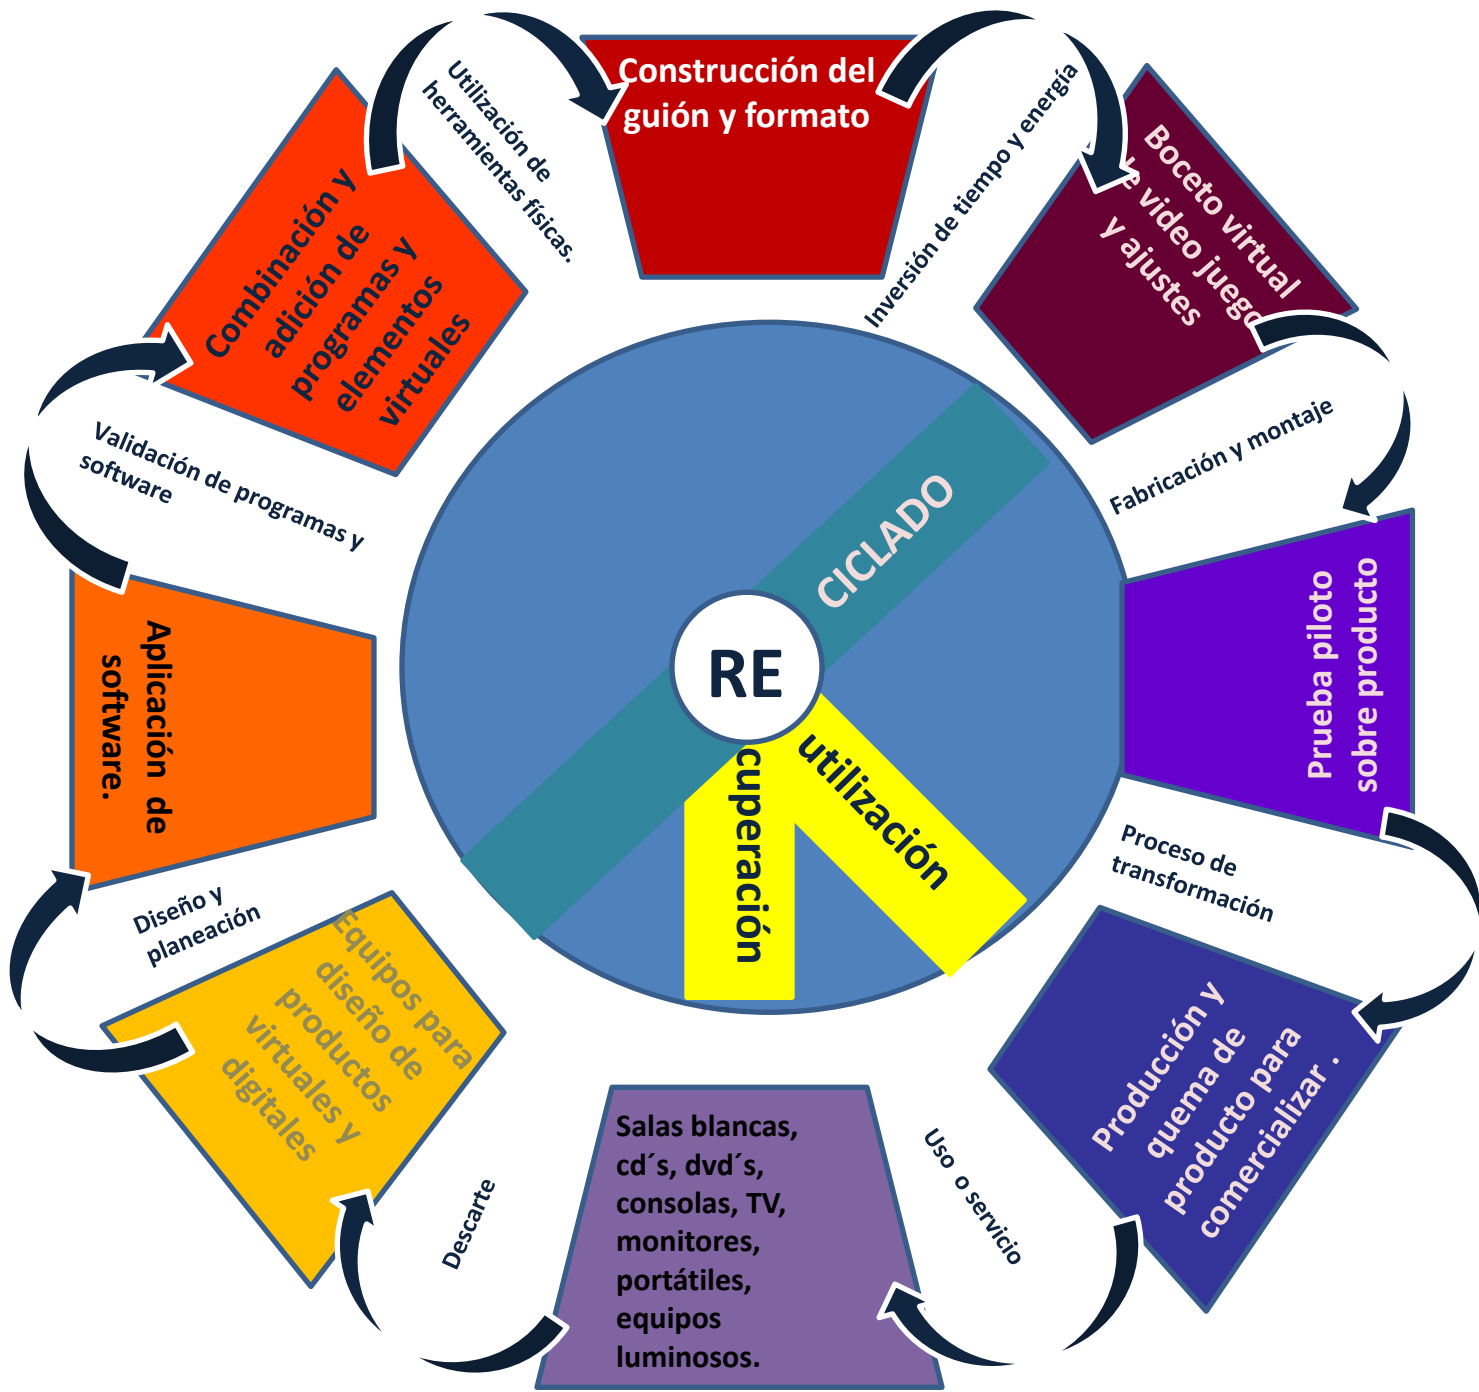 Construcción del
guión y formato
Inversión de tiempo y energía
Boceto virtual
de video juego
y ajustes
Fabricación y montaje
Prueba piloto
sobre producto
Proceso de
transformación
Producción y
quema de
producto para
comercializar .
Uso o servicio
Salas blancas,
cd´s, dvd´s,
consolas, TV,
monitores,
portátiles,
equipos
luminosos.
Descarte
Equipos para
diseño de
productos
virtuales y
digitales
Diseño y
planeación
Aplicación de
software.
Validación de programas y
software
Combinación y
adición de
programas y
elementos
virtuales
Utilización de
herramientas físicas.
RE
CICLADO
utilización
cuperación